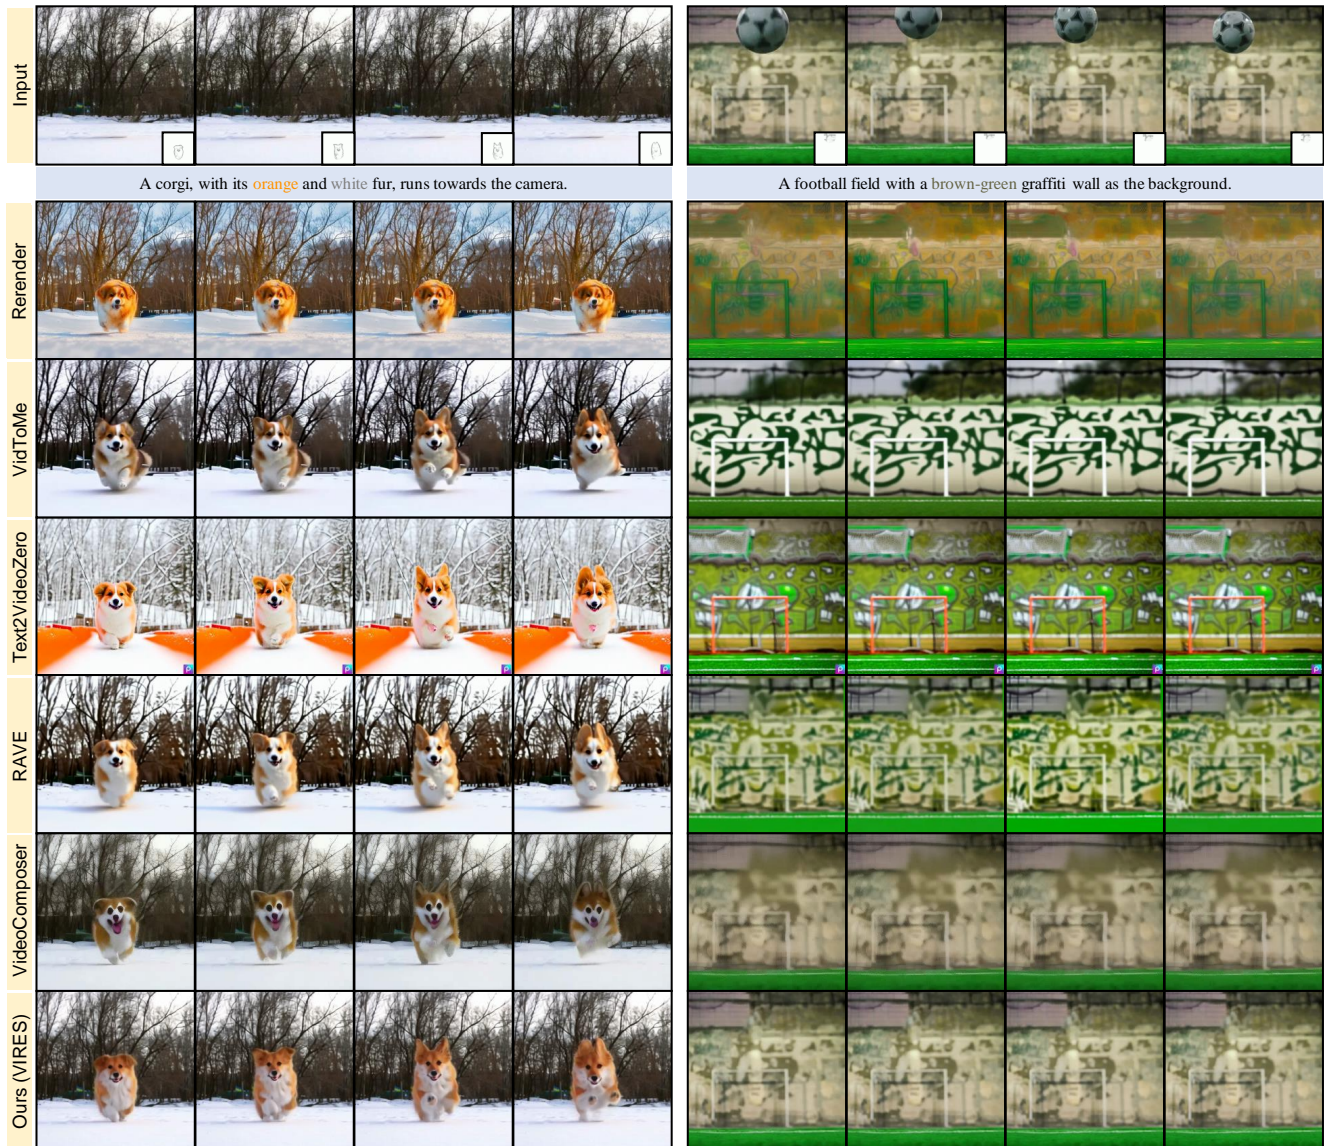 Input
A corgi, with its orange and white fur, runs towards the camera.
A football field with a brown-green graffiti wall as the background.
Rerender
VidToMe
Text2VideoZero
RAVE
VideoComposer
Ours (VIRES)